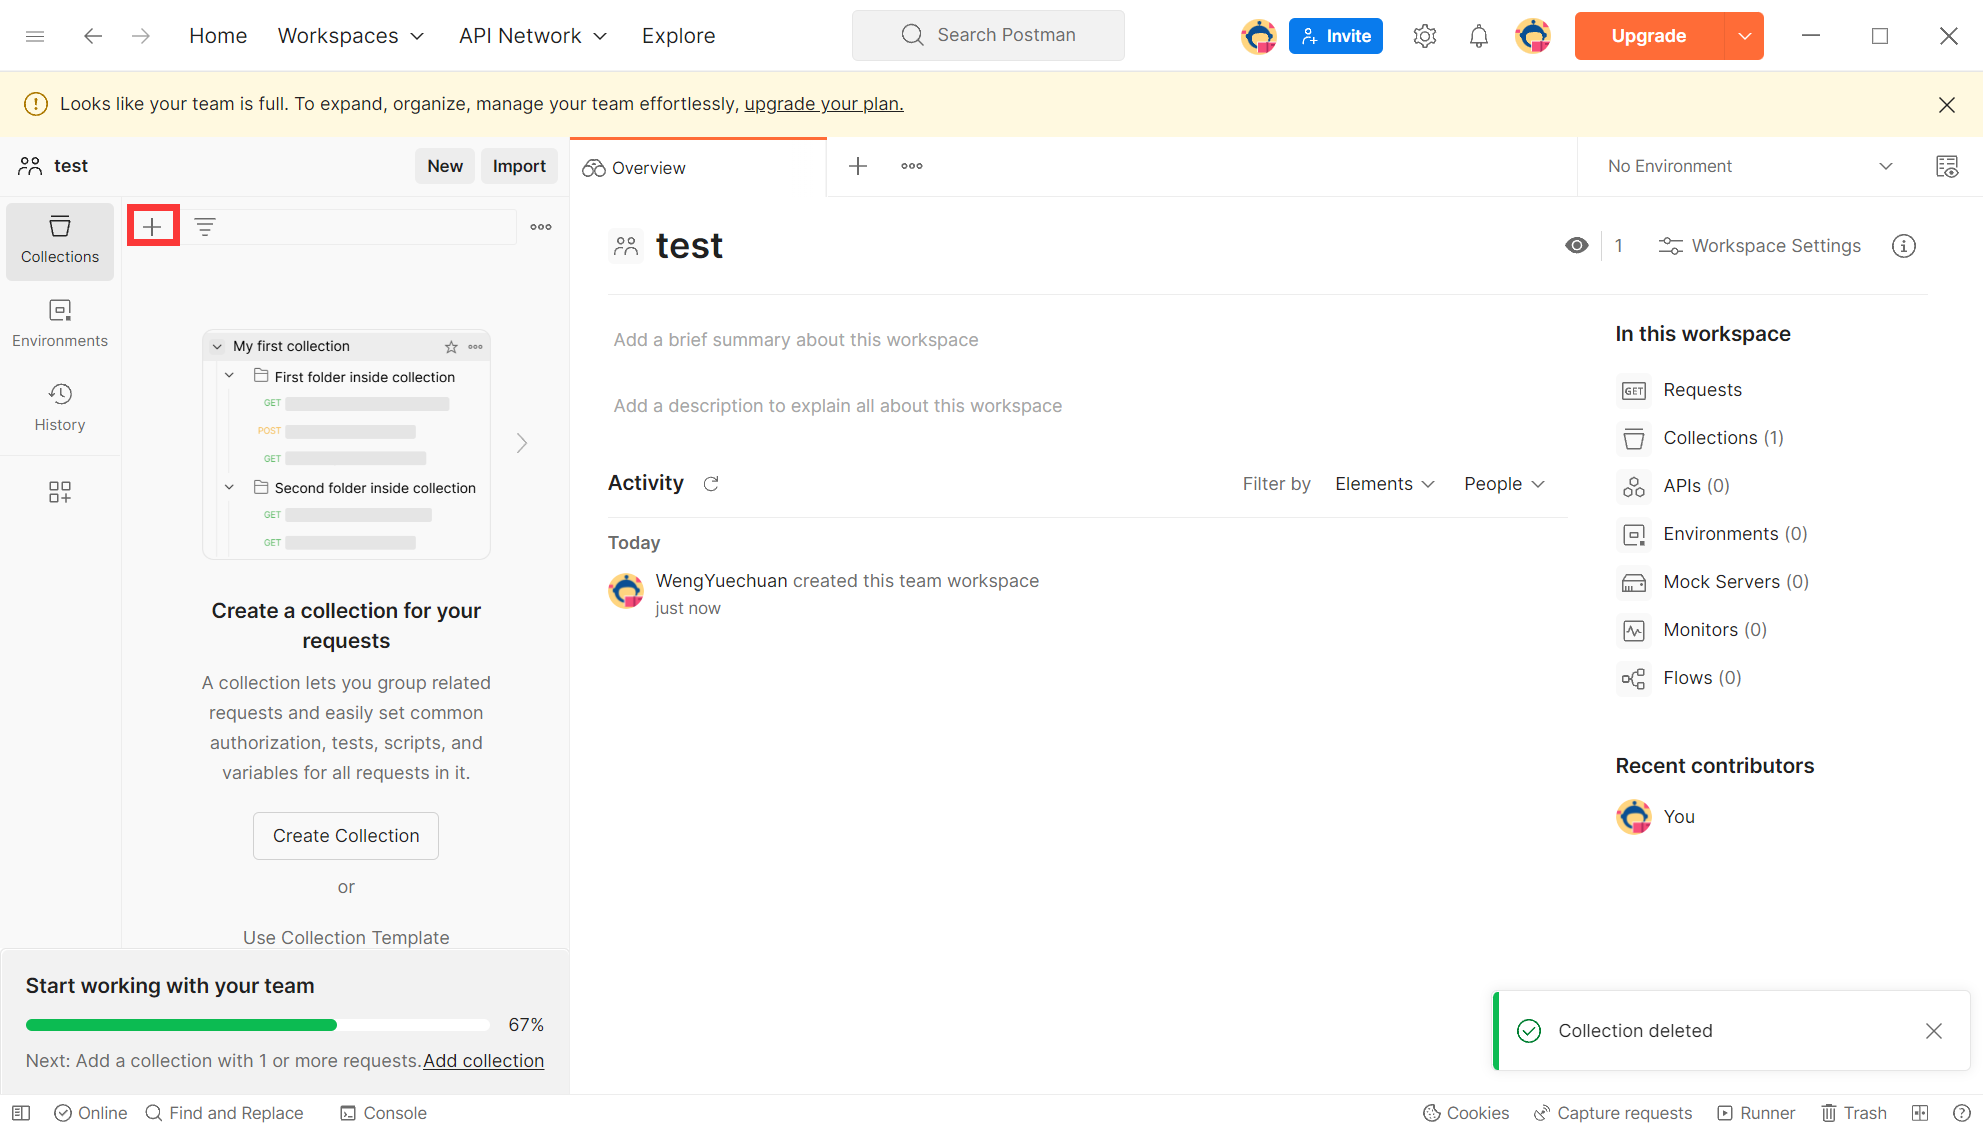 Home
Workspaces
API Network
Explore
Search Postman
Invite
Upgrade
Looks like your team is full. To expand, organize, manage your team effortlessly, upgrade your plan.
test
New
Import
Overview
No Environment
Collections
Environments
History
My first collection
First folder inside collection
GET
POST
GET
Second folder inside collection
GET
GET
Create a collection for your
requests
A collection lets you group related
requests and easily set common
authorization, tests, scripts, and
variables for all requests in it.
Create Collection
or
Use Collection Template
Start working with your team
67%
Next: Add a collection with 1 or more requests. Add collection
test
1
Workspace Settings
Add a brief summary about this workspace
Add a description to explain all about this workspace
Activity
Filter by
Elements
People
Today
WengYuechuan created this team workspace
just now
In this workspace
GET
Requests
Collections (1)
APIs (0)
Environments (0)
Mock Servers (0)
Monitors (0)
Flows (0)
Recent contributors
You
Collection deleted
Online
Find and Replace
Console
Cookies
Capture requests
Runner
Trash